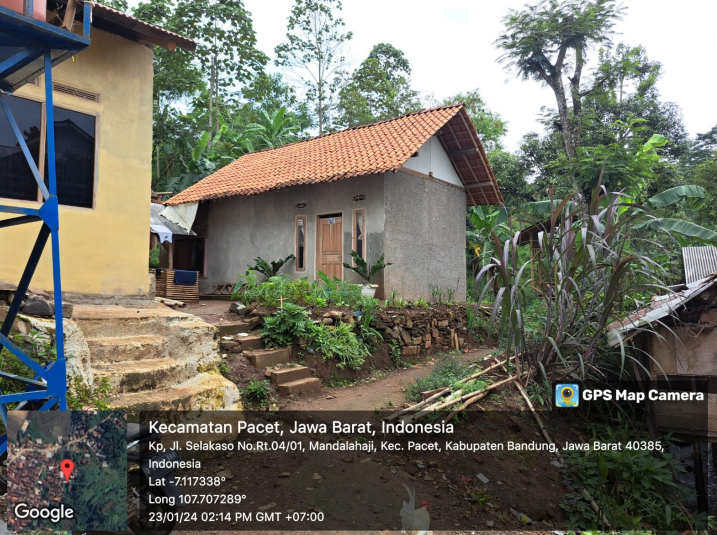 GPS Map Camera
Kecamatan Pacet, Jawa Barat, Indonesia
Kp, Jl. Selakaso No.Rt.04/01, Mandalahaji, Kec. Pacet, Kabupaten Bandung, Jawa Barat 40385,
Indonesia
Lat -7.117338°
Long 107.707289°
23/01/24 02:14 PM GMT +07:00
Google